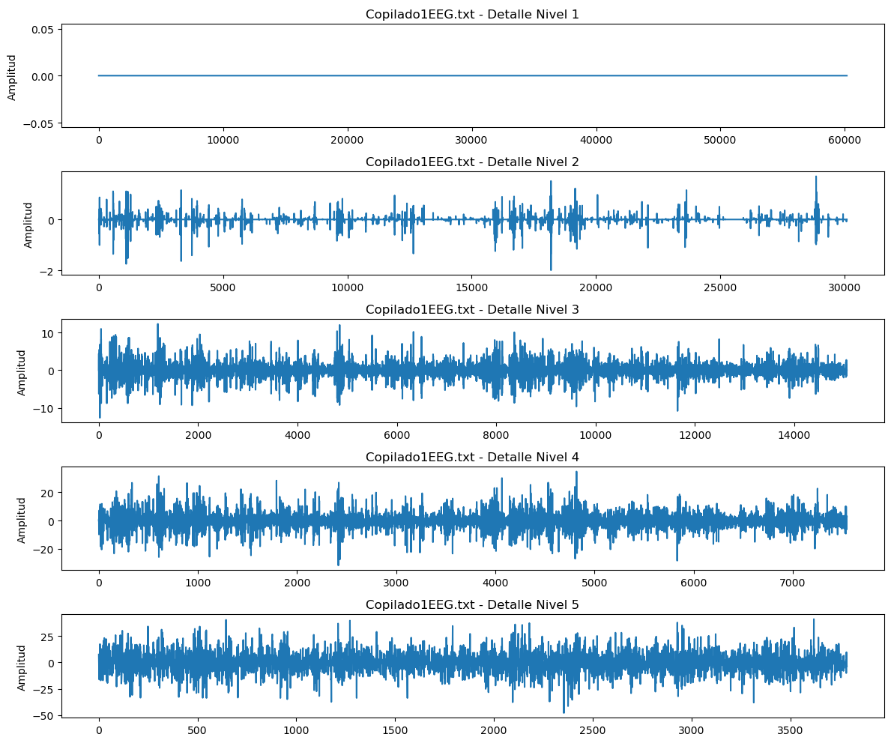 Copilado1EEG.txt - Detalle Nivel 1
Amplitud
0.05
0.00
−0.05
0 10000 20000 30000 40000 50000 60000
Copilado1EEG.txt - Detalle Nivel 2
Amplitud
0
−2
0 5000 10000 15000 20000 25000 30000
Copilado1EEG.txt - Detalle Nivel 3
Amplitud
10
0
−10
0 2000 4000 6000 8000 10000 12000 14000
Copilado1EEG.txt - Detalle Nivel 4
Amplitud
20
0
−20
0 1000 2000 3000 4000 5000 6000 7000
Copilado1EEG.txt - Detalle Nivel 5
Amplitud
25
0
−25
−50
0 500 1000 1500 2000 2500 3000 3500